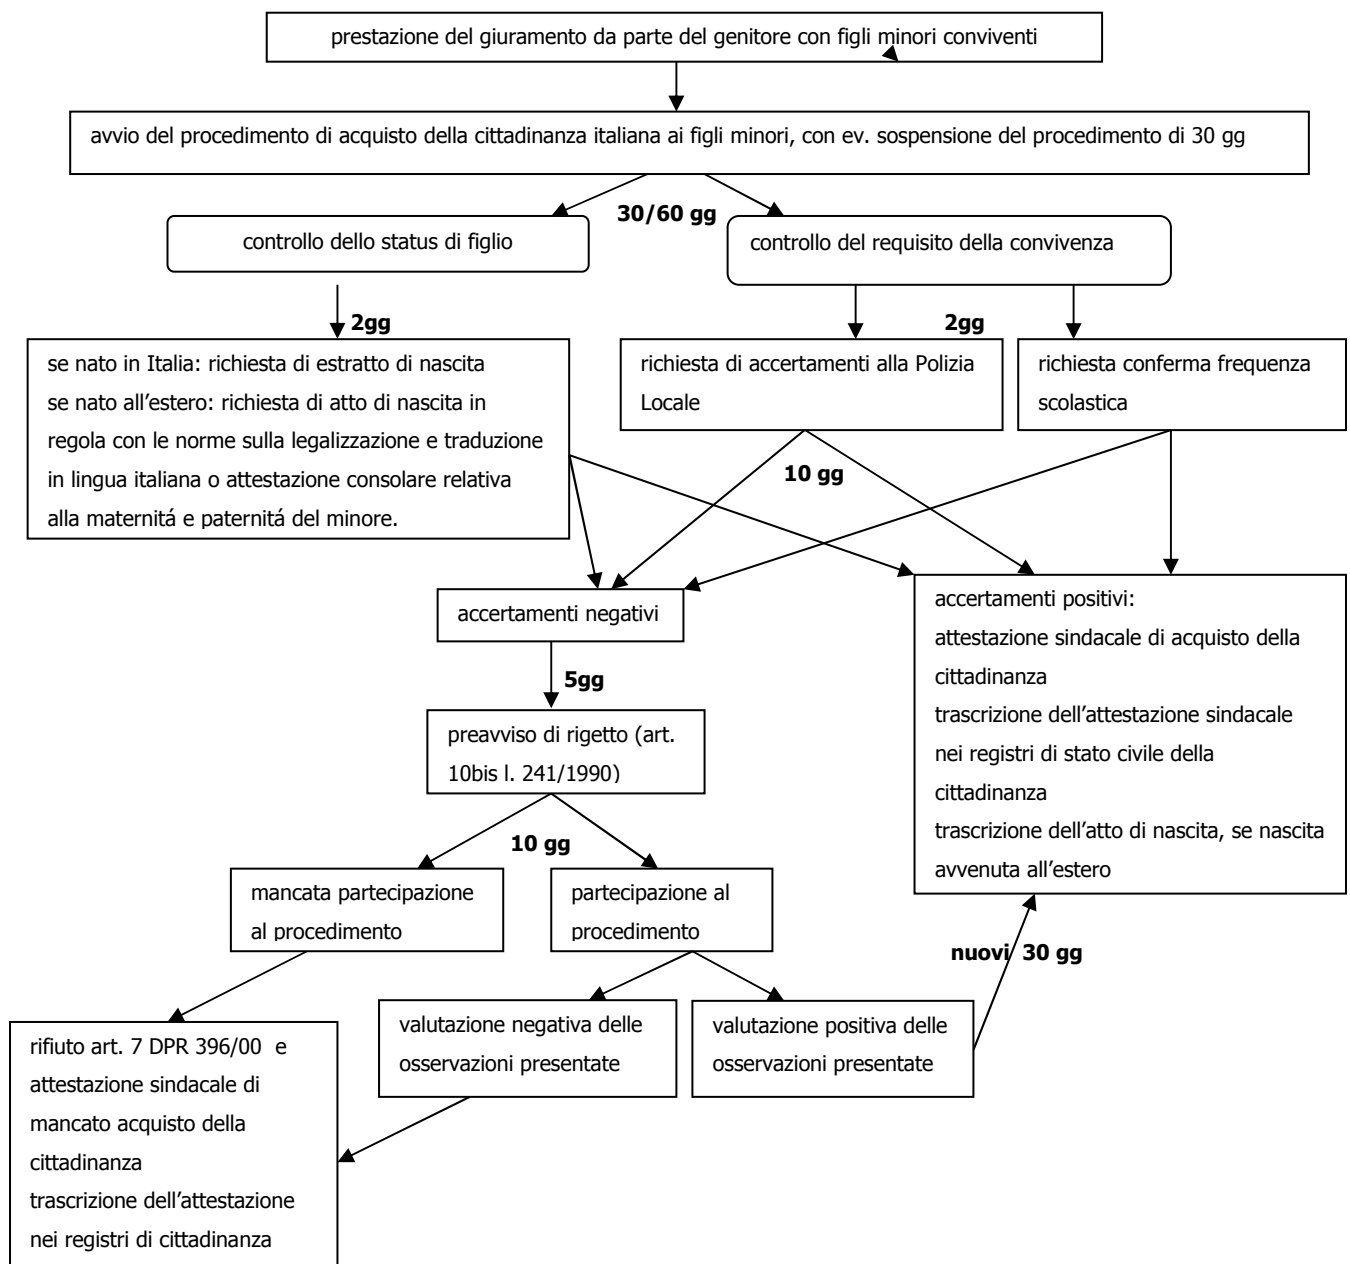 prestazione del giuramento da parte del genitore con figli minori conviventi
avvio del procedimento di acquisto della cittadinanza italiana ai figli minori, con ev. sospensione del procedimento di 30 gg
30/60 gg
controllo dello status di figlio
controllo del requisito della convivenza
2gg
2gg
se nato in Italia: richiesta di estratto di nascita
se nato all’estero: richiesta di atto di nascita in
regola con le norme sulla legalizzazione e traduzione
in lingua italiana o attestazione consolare relativa
alla maternitá e paternitá del minore.
richiesta di accertamenti alla Polizia
Locale
richiesta conferma frequenza
scolastica
10 gg
accertamenti negativi
accertamenti positivi:
attestazione sindacale di acquisto della
cittadinanza
trascrizione dell’attestazione sindacale
nei registri di stato civile della
cittadinanza
trascrizione dell’atto di nascita, se nascita
avvenuta all’estero
5gg
preavviso di rigetto (art.
10bis l. 241/1990)
10 gg
mancata partecipazione
al procedimento
partecipazione al
procedimento
nuovi 30 gg
valutazione negativa delle
osservazioni presentate
valutazione positiva delle
osservazioni presentate
rifiuto art. 7 DPR 396/00 e
attestazione sindacale di
mancato acquisto della
cittadinanza
trascrizione dell’attestazione
nei registri di cittadinanza